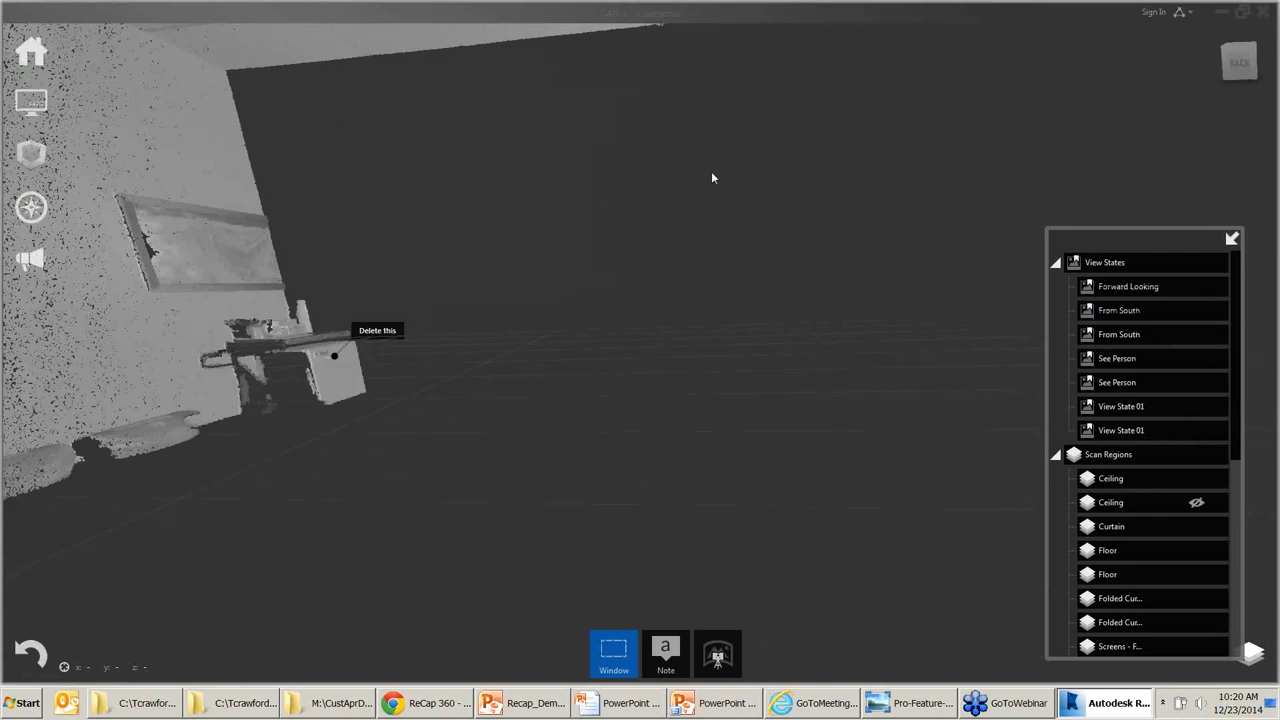 Sign In
BACK
Delete this
View States
Forward Looking
From South
From South
See Person
See Person
View State 01
View State 01
Scan Regions
Ceiling
Ceiling
Curtain
Floor
Floor
Folded Cur...
Folded Cur...
Screens - F...
Window
a
Note
x: - y: - z: -
Start
C:\Tcrawfor...
C:\Tcrawford...
M:\GustAprD...
ReCap 360 - ...
Recap_Dem...
PowerPoint ...
PowerPoint ...
GoToMeeting...
Pro-Feature-...
GoToWebinar
Autodesk R...
10:20 AM
12/23/2014